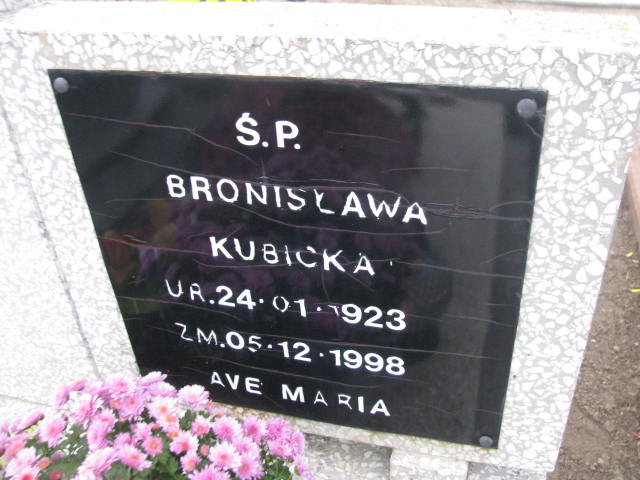 Ś.P.
BRONISŁAWA
KUBICKA
UR.24.01.1923
ZM.05.12.1998
AVE MARIA